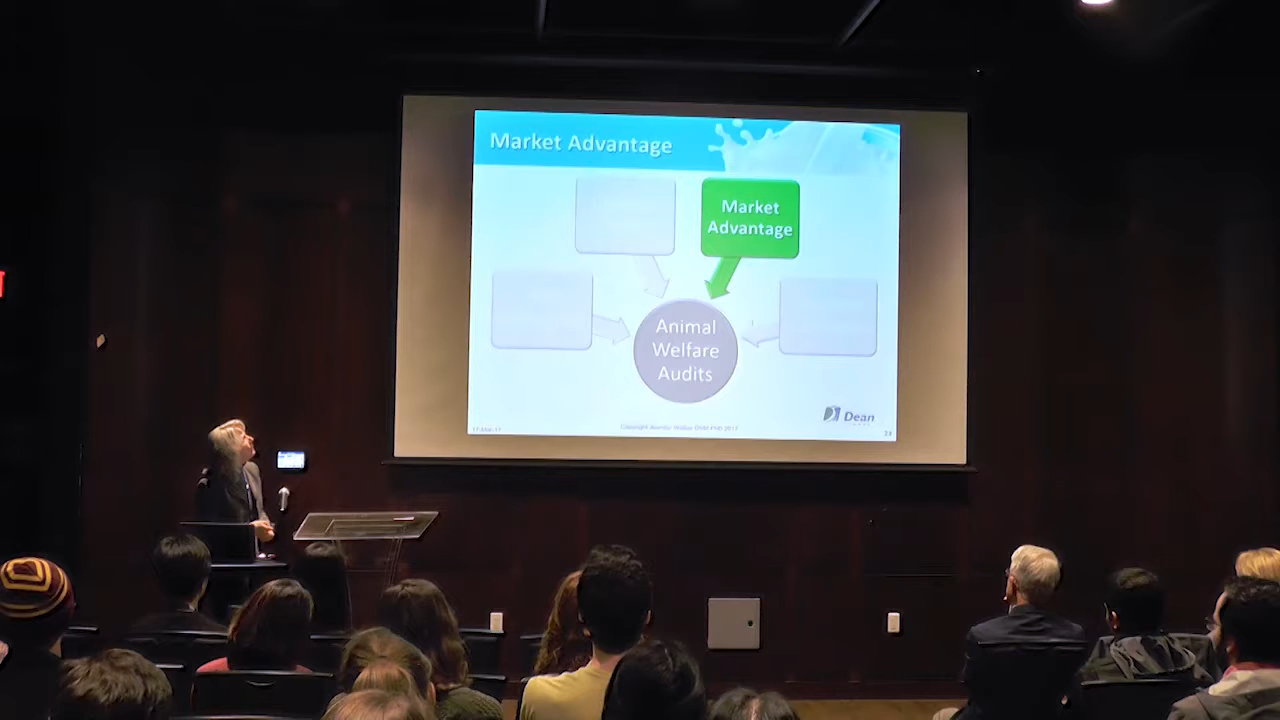 Market Advantage
Market
Advantage
Animal
Welfare
Audits
Dean